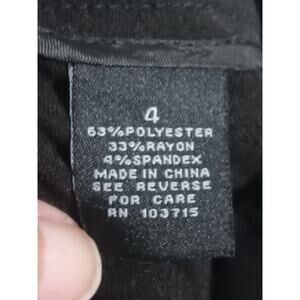 4
63%POLYESTER
33%RAYON
4%SPANDEX
MADE IN CHINA
SEE REVERSE
FOR CARE
RN 103715